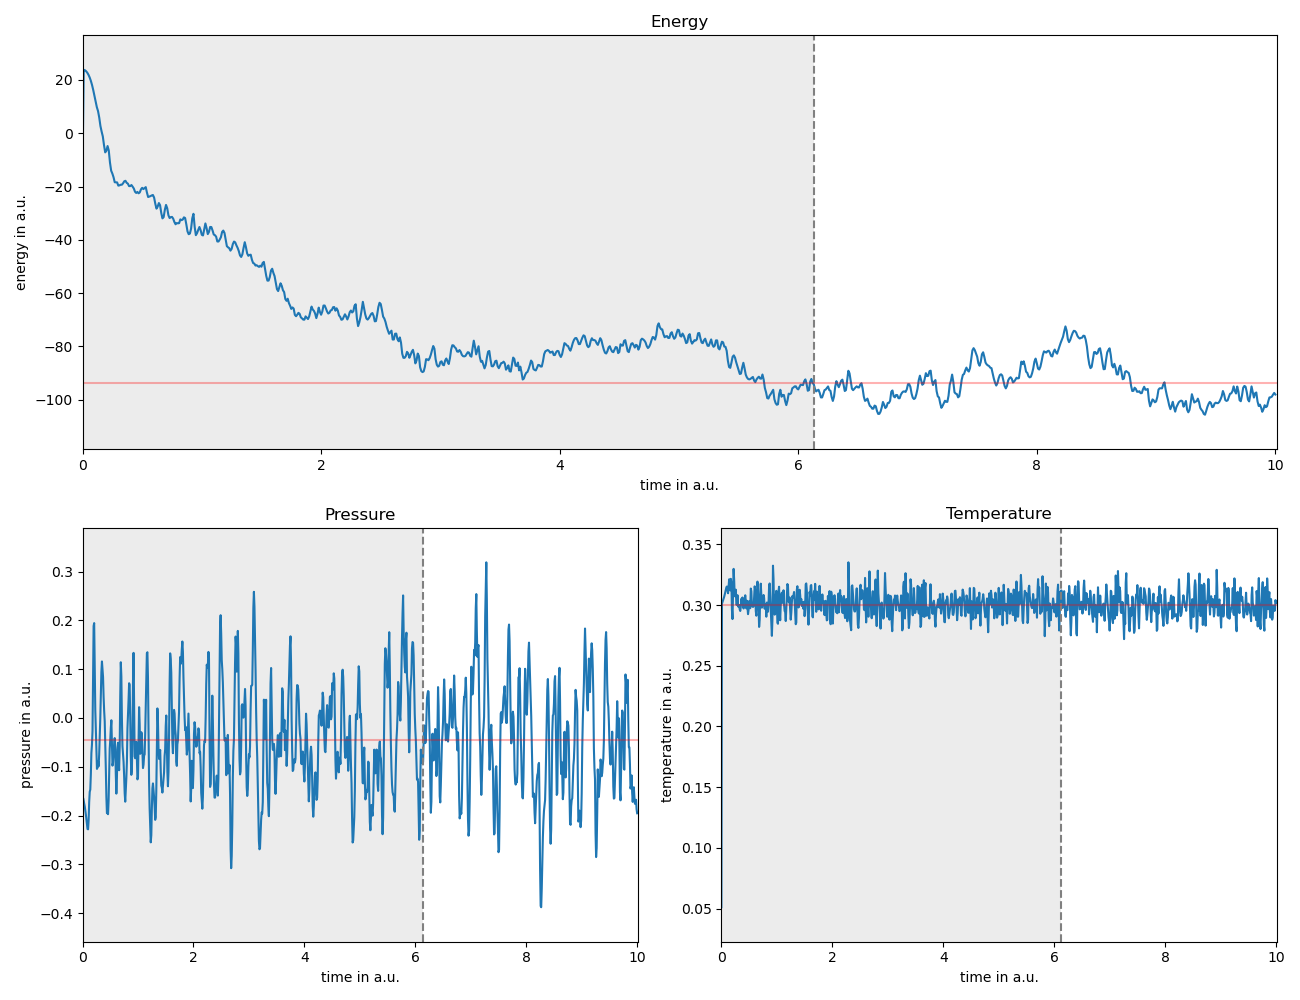 Energy
energy in a.u.
20
0
−20
−40
−60
−80
−100
0 2 4 6 8 10
time in a.u.
Pressure
pressure in a.u.
0.3
0.2
0.1
0.0
−0.1
−0.2
−0.3
−0.4
0 2 4 6 8 10
time in a.u.
Temperature
temperature in a.u.
0.35
0.30
0.25
0.20
0.15
0.10
0.05
0 2 4 6 8 10
time in a.u.